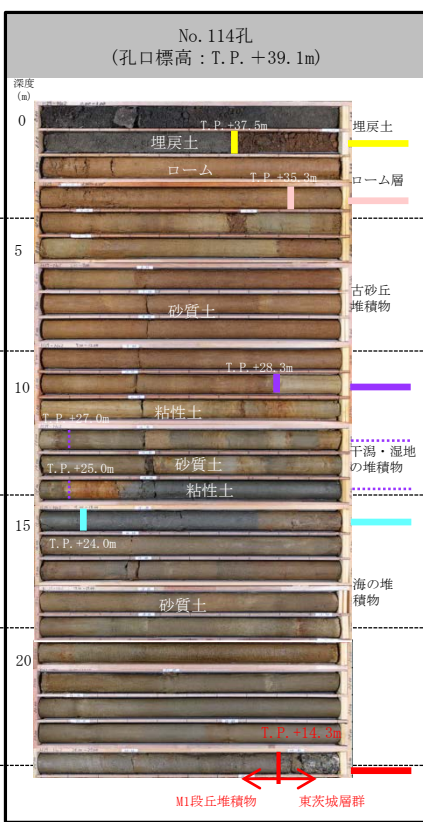 No.114孔
(孔口標高：T.P.＋39.1m)
深度
(m)
0
T.P.+37.5m
埋戻土
埋戻土
ローム
T.P.+35.3m
ローム層
5
古砂丘
堆積物
砂質土
T.P.+28.3m
10
粘性土
T.P.+27.0m
干潟・湿地
の堆積物
砂質土
T.P.+25.0m
粘性土
15
T.P.+24.0m
海の堆
積物
砂質土
20
T.P.+14.3m
M1段丘堆積物
東茨城層群